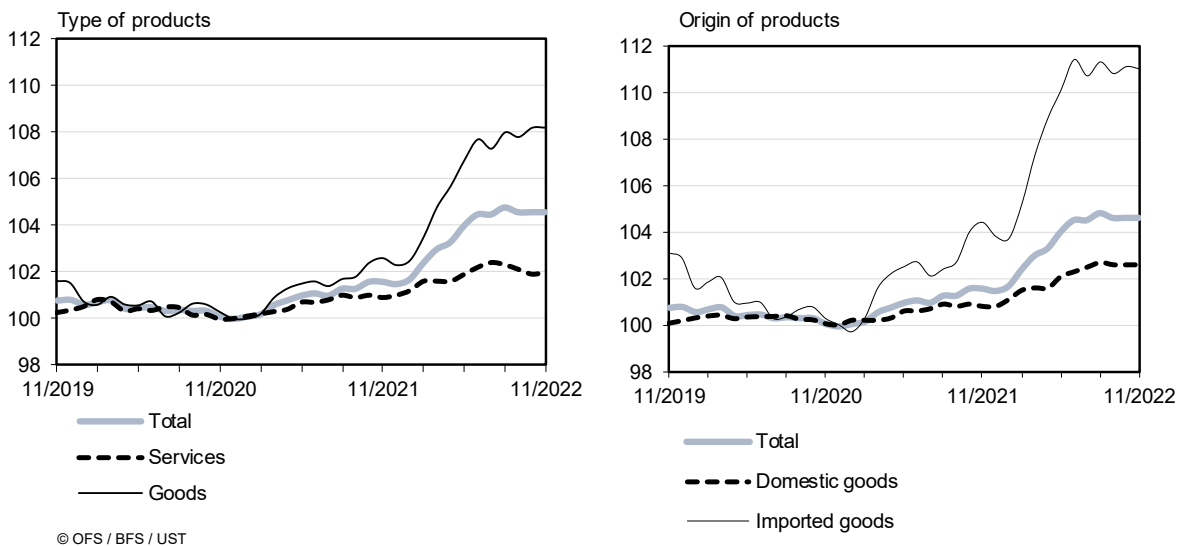 Type of products
112
110
108
106
104
102
100
98
11/2019 11/2020 11/2021 11/2022
Total
Services
Goods
© OFS / BFS / UST
Origin of products
112
110
108
106
104
102
100
98
11/2019 11/2020 11/2021 11/2022
Total
Domestic goods
Imported goods